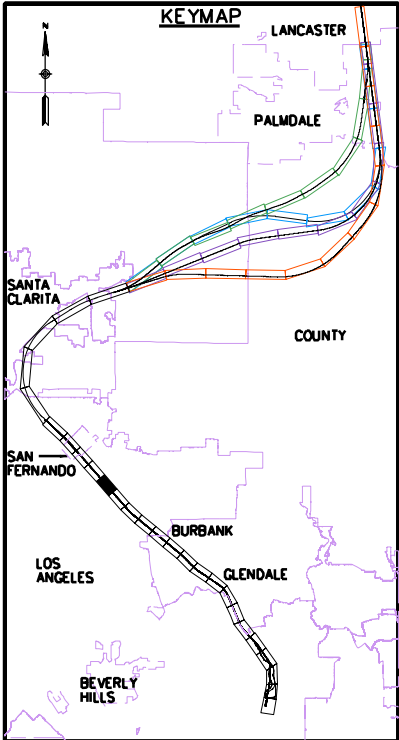 KEYMAP
N
LANCASTER
PALMDALE
SANTA
CLARITA
COUNTY
SAN
FERNANDO
BURBANK
LOS
ANGELES
GLENDALE
BEVERLY
HILLS